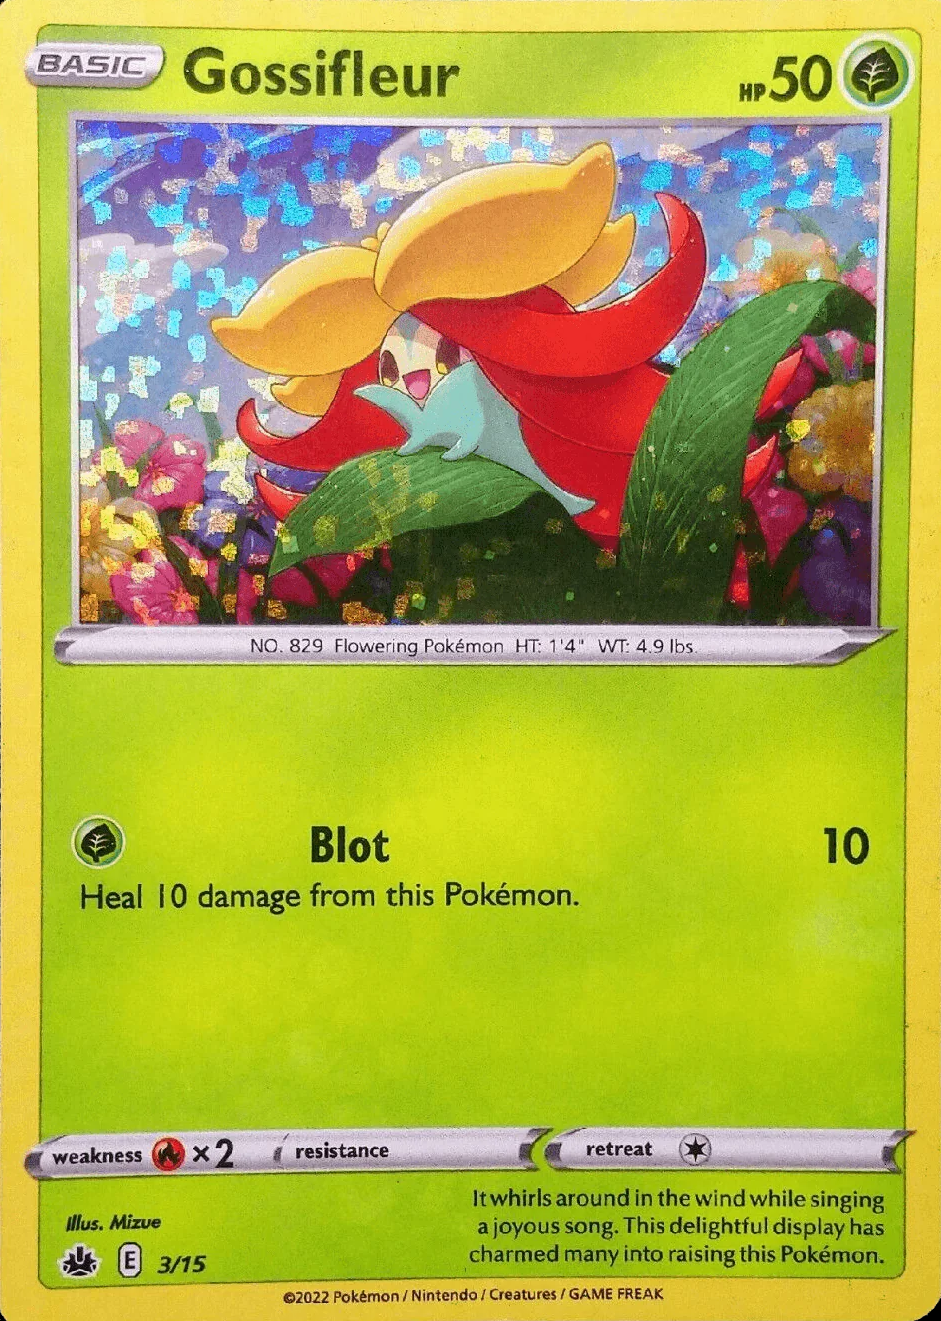 BASIC Gossifleur HP 50
NO. 829 Flowering Pokémon HT: 1'4" WT: 4.9 lbs.
Blot 10
Heal 10 damage from this Pokémon.
weakness ×2 resistance retreat
It whirls around in the wind while singing
a joyous song. This delightful display has
charmed many into raising this Pokémon.
Illus. Mizue
E 3/15
©2022 Pokémon / Nintendo / Creatures / GAME FREAK